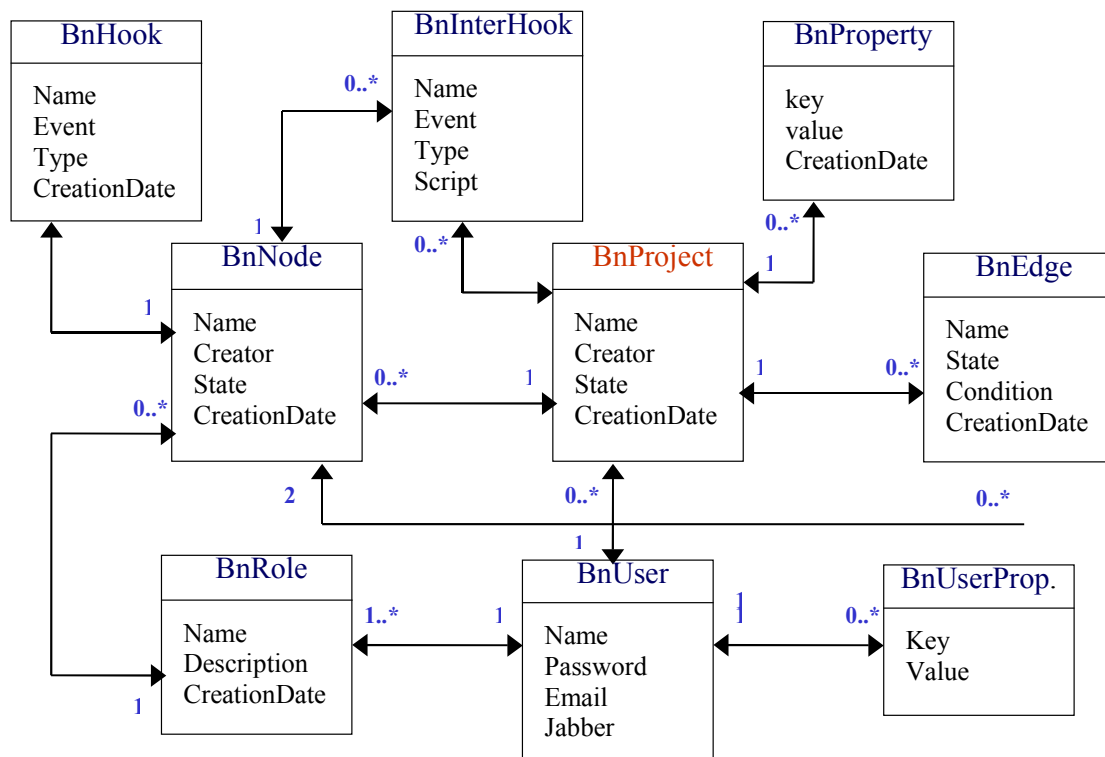 BnHook
Name
Event
Type
CreationDate
BnInterHook
Name
Event
Type
Script
BnProperty
key
value
CreationDate
0..*
1
0..*
0..*
1
BnNode
Name
Creator
State
CreationDate
1
0..*
0..*
1
BnProject
Name
Creator
State
CreationDate
1
0..*
BnEdge
Name
State
Condition
CreationDate
2
0..*
0..*
1
BnRole
Name
Description
CreationDate
1
1..*
1
BnUser
Name
Password
Email
Jabber
1
1
0..*
BnUserProp.
Key
Value